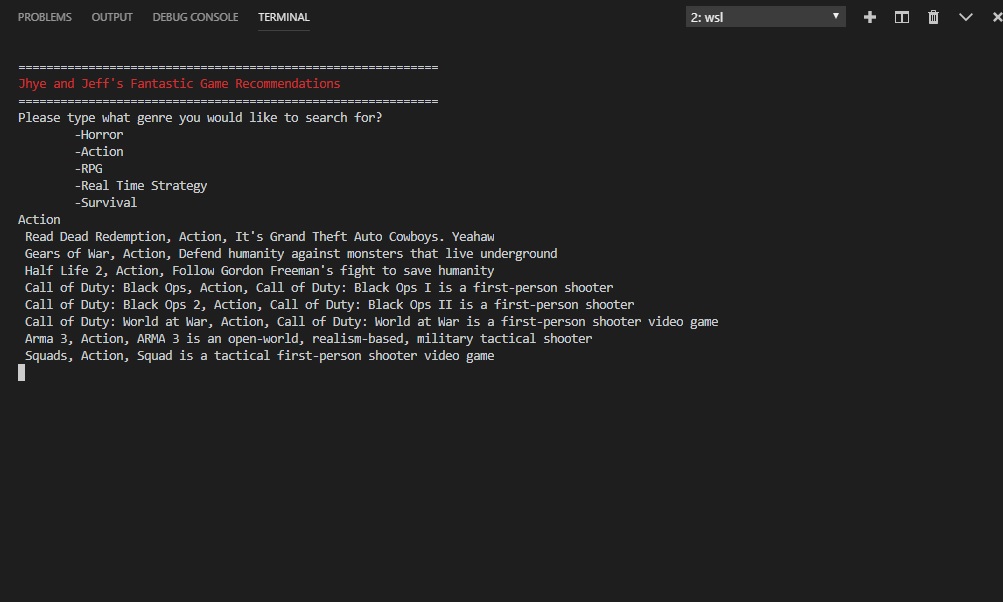 PROBLEMS OUTPUT DEBUG CONSOLE TERMINAL 2: wsl
============================================================
Jhye and Jeff's Fantastic Game Recommendations
============================================================
Please type what genre you would like to search for?
-Horror
-Action
-RPG
-Real Time Strategy
-Survival
Action
Read Dead Redemption, Action, It's Grand Theft Auto Cowboys. Yeahaw
Gears of War, Action, Defend humanity against monsters that live underground
Half Life 2, Action, Follow Gordon Freeman's fight to save humanity
Call of Duty: Black Ops, Action, Call of Duty: Black Ops I is a first-person shooter
Call of Duty: Black Ops 2, Action, Call of Duty: Black Ops II is a first-person shooter
Call of Duty: World at War, Action, Call of Duty: World at War is a first-person shooter video game
Arma 3, Action, ARMA 3 is an open-world, realism-based, military tactical shooter
Squads, Action, Squad is a tactical first-person shooter video game